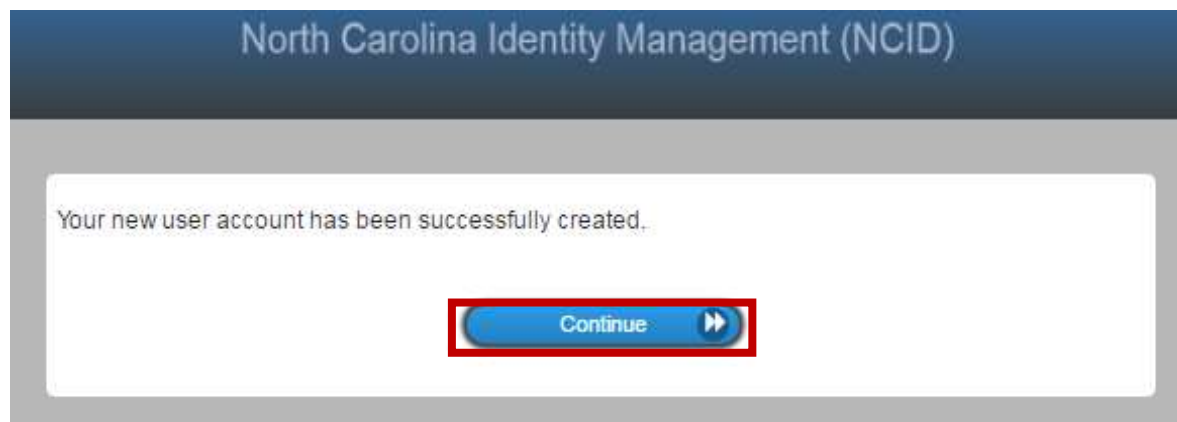 North Carolina Identity Management (NCID)
Your new user account has been successfully created.
Continue